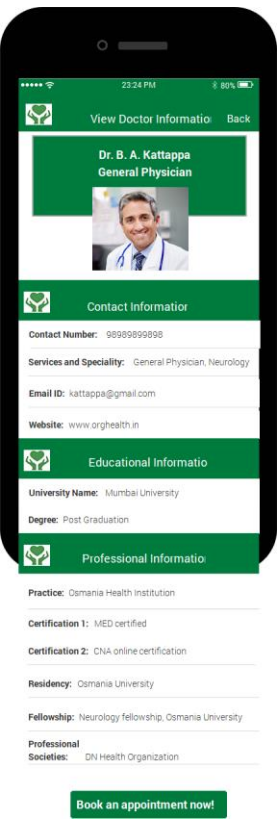 23:24 PM
80%
View Doctor Informatio
Back
Dr. B. A. Kattappa
General Physician
Contact Information
Contact Number: 98989899898
Services and Speciality: General Physician, Neurology
Email ID: kattappa@gmail.com
Website: www.orghealth.in
Educational Informatio
University Name: Mumbai University
Degree: Post Graduation
Professional Information
Practice: Osmania Health Institution
Certification 1: MED certified
Certification 2: CNA online certification
Residency: Osmania University
Fellowship: Neurology fellowship, Osmania University
Professional
Societies: DN Health Organization
Book an appointment now!